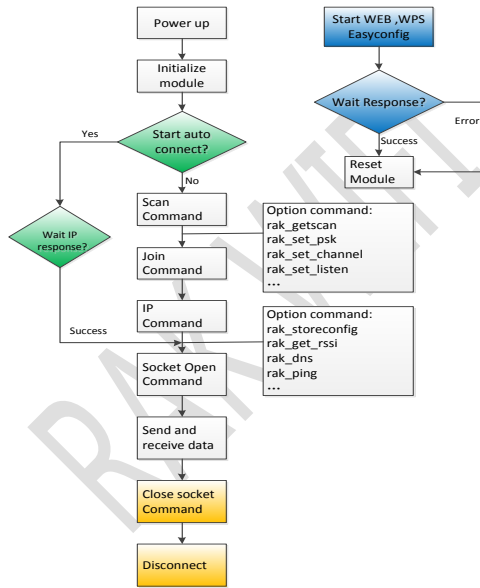 Power up
Initialize
module
Start auto
connect?
Yes
No
Wait IP
response?
Scan
Command
Option command:
rak_getscan
rak_set_psk
rak_set_channel
rak_set_listen
...
Join
Command
IP
Command
Success
Option command:
rak_storeconfig
rak_get_rssi
rak_dns
rak_ping
...
Socket Open
Command
Send and
receive data
Close socket
Command
Disconnect
Start WEB ,WPS
Easyconfig
Wait Response?
Error
Success
Reset
Module
RAK WIFI